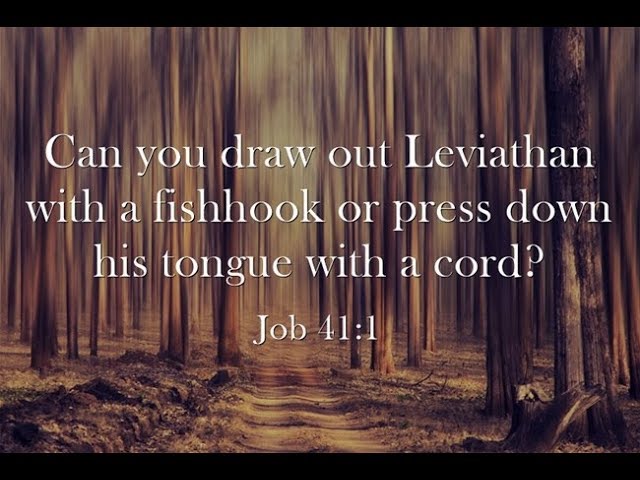 Can you draw out Leviathan
with a fishhook or press down
his tongue with a cord?
Job 41:1